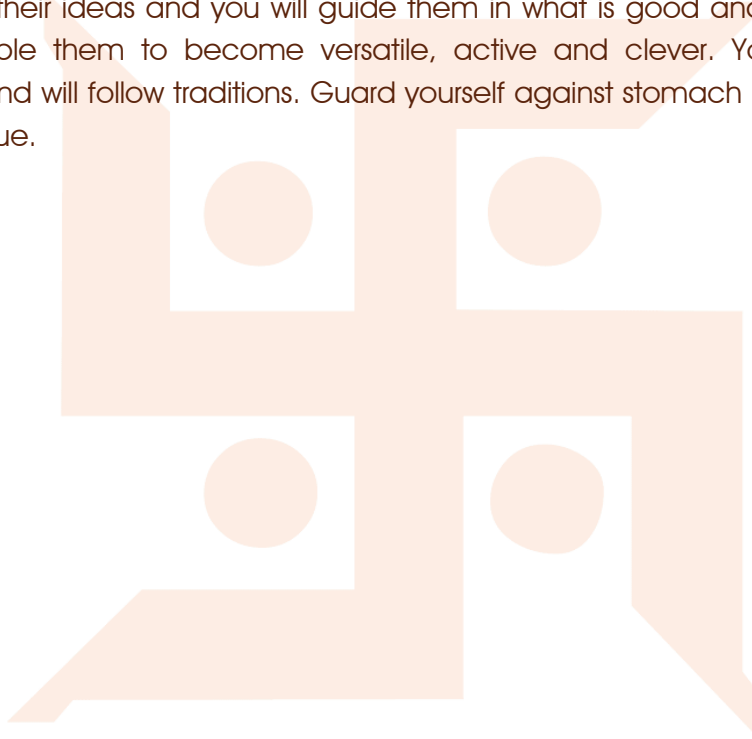 their ideas and you will guide them in what is good and
ble them to become versatile, active and clever.
nd will follow traditions. Guard yourself against stomach
ue.